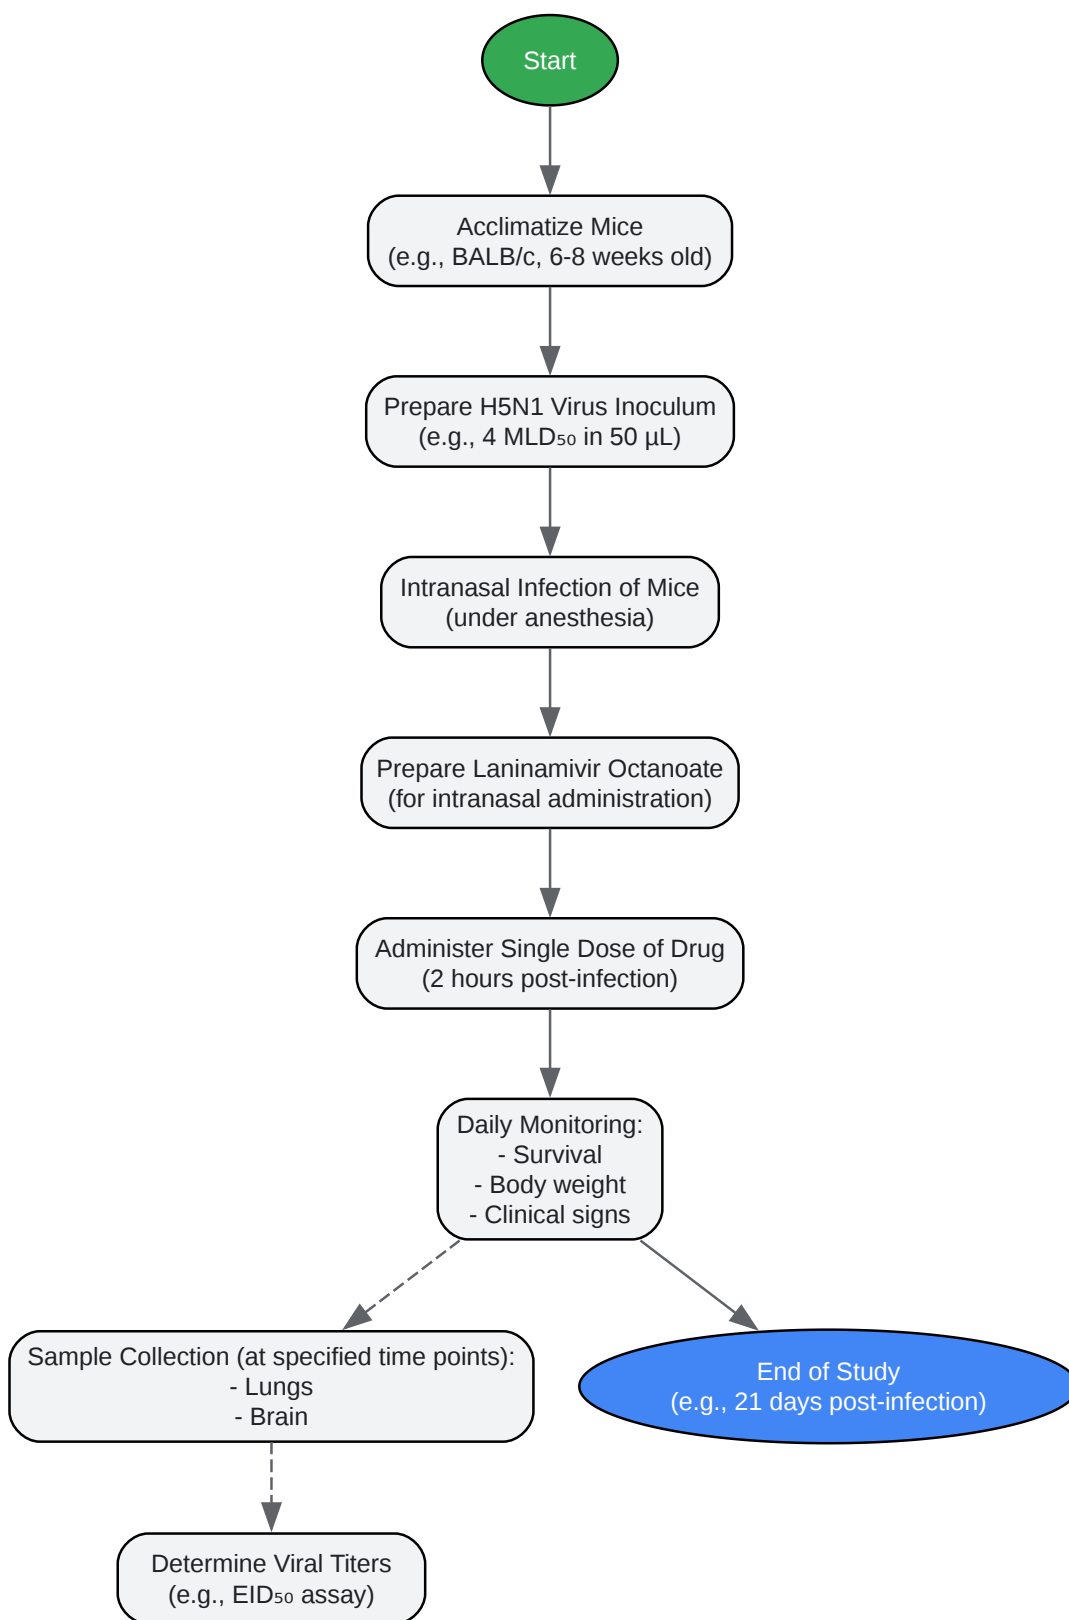 Start
Acclimatize Mice
(e.g., BALB/c, 6-8 weeks old)
Prepare H5N1 Virus Inoculum
(e.g., 4 MLD₅₀ in 50 µL)
Intranasal Infection of Mice
(under anesthesia)
Prepare Laninamivir Octanoate
(for intranasal administration)
Administer Single Dose of Drug
(2 hours post-infection)
Daily Monitoring:
- Survival
- Body weight
- Clinical signs
Sample Collection (at specified time points):
- Lungs
- Brain
End of Study
(e.g., 21 days post-infection)
Determine Viral Titers
(e.g., EID₅₀ assay)